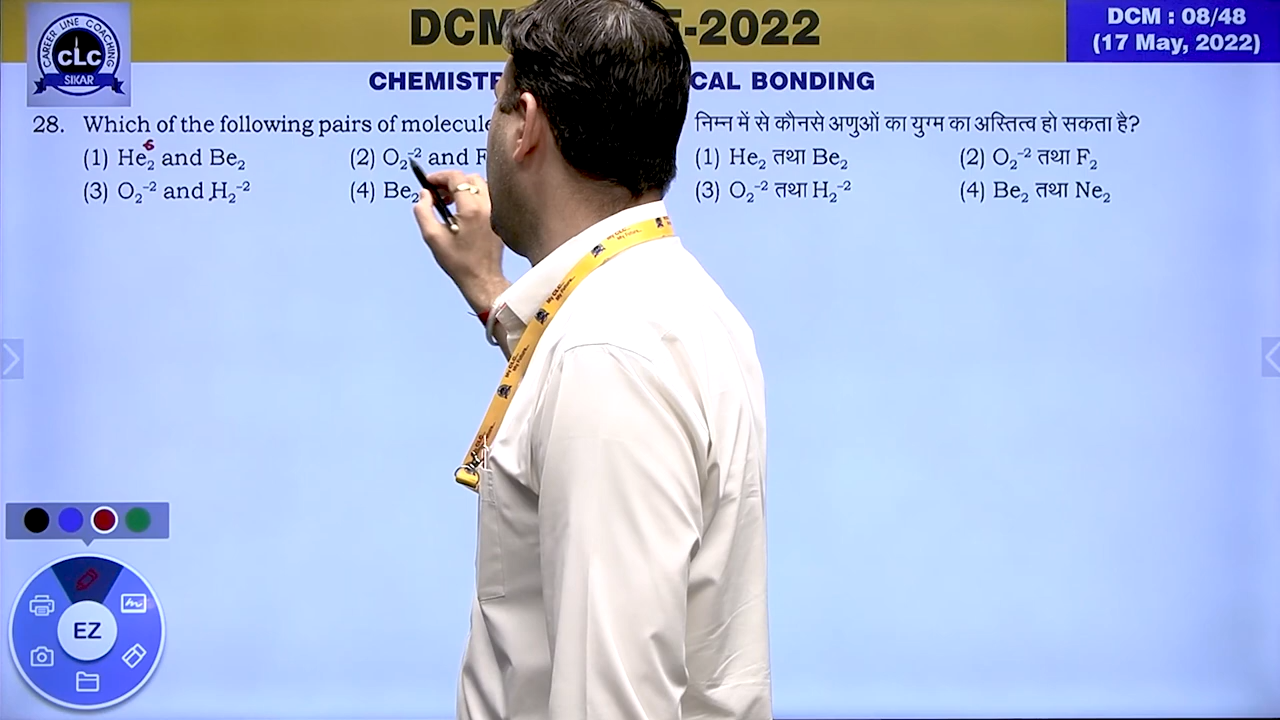 DCM -2022
DCM : 08/48
(17 May, 2022)
CAREER LINE COACHING
CLC
SIKAR
CHEMISTR CAL BONDING
28. Which of the following pairs of molecule
(1) He₂ and Be₂ (2) O₂⁻² and F
(3) O₂⁻² and H₂⁻² (4) Be₂
निम्न में से कौनसे अणुओं का युग्म का अस्तित्व हो सकता है?
(1) He₂ तथा Be₂ (2) O₂⁻² तथा F₂
(3) O₂⁻² तथा H₂⁻² (4) Be₂ तथा Ne₂
EZ